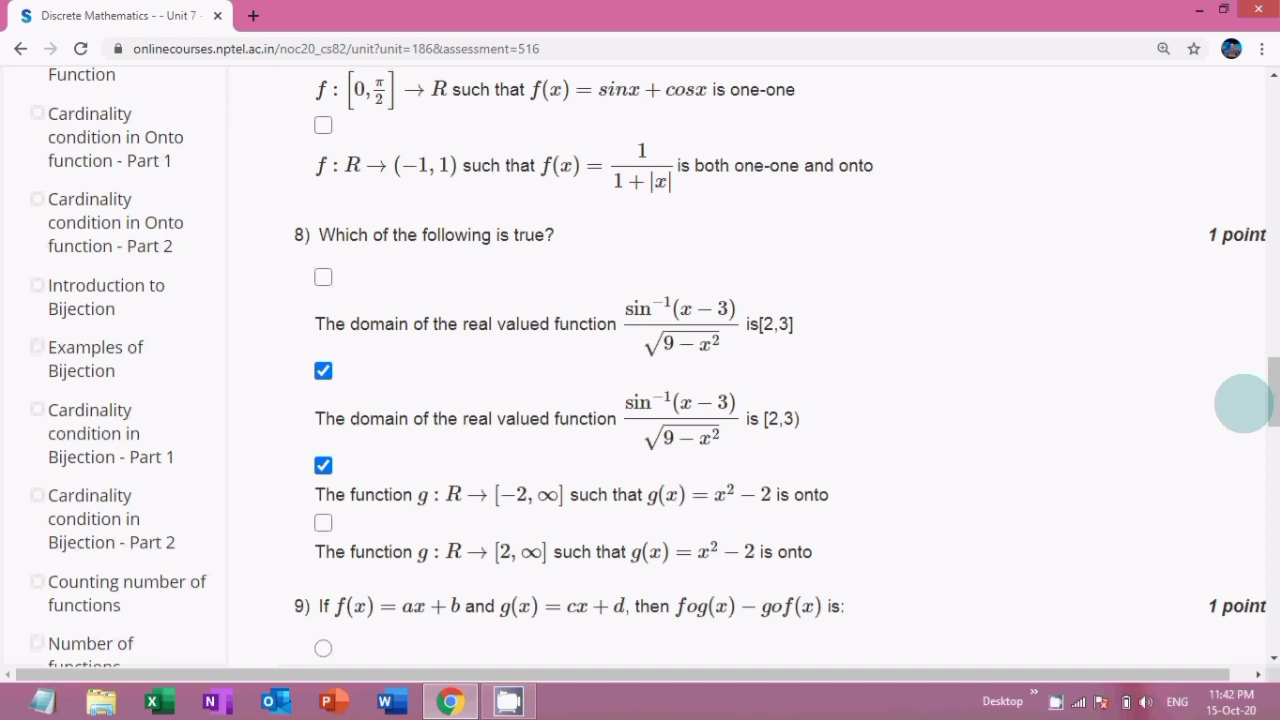 Discrete Mathematics - - Unit 7 -
onlinecourses.nptel.ac.in/noc20_cs82/unit?unit=186&assessment=516
Function
Cardinality
condition in Onto
function - Part 1
Cardinality
condition in Onto
function - Part 2
Introduction to
Bijection
Examples of
Bijection
Cardinality
condition in
Bijection - Part 1
Cardinality
condition in
Bijection - Part 2
Counting number of
functions
Number of
functions
f : [0, π/2] → R such that f(x) = sinx + cosx is one-one
f : R → (−1, 1) such that f(x) = 1/(1 + |x|) is both one-one and onto
8) Which of the following is true?
1 point
The domain of the real valued function sin⁻¹(x − 3)/√(9 − x²) is[2,3]
The domain of the real valued function sin⁻¹(x − 3)/√(9 − x²) is [2,3)
The function g : R → [−2, ∞] such that g(x) = x² − 2 is onto
The function g : R → [2, ∞] such that g(x) = x² − 2 is onto
9) If f(x) = ax + b and g(x) = cx + d, then fog(x) − gof(x) is:
1 point
Desktop
ENG
11:42 PM
15-Oct-20